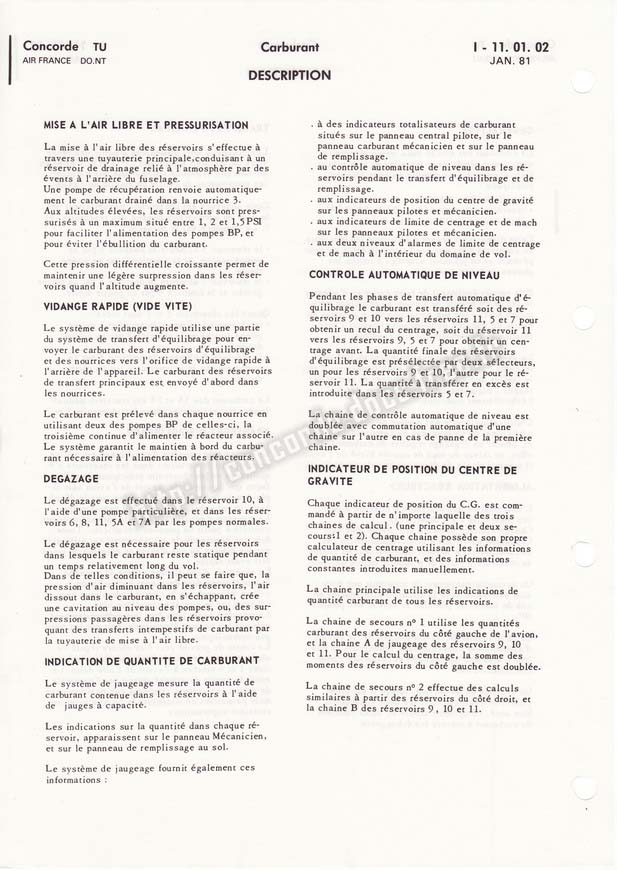 Concorde TU
AIR FRANCE DO.NT
Carburant
DESCRIPTION
I - 11. 01. 02
JAN. 81
MISE A L'AIR LIBRE ET PRESSURISATION
La mise à l'air libre des réservoirs s'effectue à
travers une tuyauterie principale,conduisant à un
réservoir de drainage relié à l'atmosphère par des
évents à l'arrière du fuselage.
Une pompe de récupération renvoie automatique-
ment le carburant drainé dans la nourrice 3.
Aux altitudes élevées, les réservoirs sont pres-
surisés à un maximum situé entre 1, 2 et 1,5 PSI
pour faciliter l'alimentation des pompes BP, et
pour éviter l'ébullition du carburant.
Cette pression différentielle croissante permet de
maintenir une légère surpression dans les réser-
voirs quand l'altitude augmente.
VIDANGE RAPIDE (VIDE VITE)
Le système de vidange rapide utilise une partie
du système de transfert d'équilibrage pour en-
voyer le carburant des réservoirs d'équilibrage
et des nourrices vers l'orifice de vidange rapide à
l'arrière de l'appareil. Le carburant des réservoirs
de transfert principaux est envoyé d'abord dans
les nourrices.
Le carburant est prélevé dans chaque nourrice en
utilisant deux des pompes BP de celles-ci, la
troisième continue d'alimenter le réacteur associé.
Le système garantit le maintien à bord du carbu-
rant nécessaire à l'alimentation des réacteurs.
DEGAZAGE
Le dégazage est effectué dans le réservoir 10, à
l'aide d'une pompe particulière, et dans les réser-
voirs 6, 8, 11, 5A et 7A par les pompes normales.
Le dégazage est nécessaire pour les réservoirs
dans lesquels le carburant reste statique pendant
un temps relativement long du vol.
Dans de telles conditions, il peut se faire que, la
pression d'air diminuant dans les réservoirs, l'air
dissout dans le carburant, en s'échappant, crée
une cavitation au niveau des pompes, ou, des sur-
pressions passagères dans les réservoirs provo-
quant des transferts intempestifs de carburant par
la tuyauterie de mise à l'air libre.
INDICATION DE QUANTITE DE CARBURANT
Le système de jaugeage mesure la quantité de
carburant contenue dans les réservoirs à l'aide
de jauges à capacité.
Les indications sur la quantité dans chaque ré-
servoir, apparaissent sur le panneau Mécanicien,
et sur le panneau de remplissage au sol.
Le système de jaugeage fournit également ces
informations :
. à des indicateurs totalisateurs de carburant
situés sur le panneau central pilote, sur le
panneau carburant mécanicien et sur le panneau
de remplissage.
. au contrôle automatique de niveau dans les ré-
servoirs pendant le transfert d'équilibrage et de
remplissage.
. aux indicateurs de position du centre de gravité
sur les panneaux pilotes et mécanicien.
. aux indicateurs de limite de centrage et de mach
sur les panneaux pilotes et mécanicien.
. aux deux niveaux d'alarmes de limite de centrage
et de mach à l'intérieur du domaine de vol.
CONTROLE AUTOMATIQUE DE NIVEAU
Pendant les phases de transfert automatique d'é-
quilibrage le carburant est transféré soit des ré-
servoirs 9 et 10 vers les réservoirs 11, 5 et 7 pour
obtenir un recul du centrage, soit du réservoir 11
vers les réservoirs 9, 5 et 7 pour obtenir un cen-
trage avant. La quantité finale des réservoirs
d'équilibrage est présélectée par deux sélecteurs,
un pour les réservoirs 9 et 10, l'autre pour le ré-
servoir 11. La quantité à transférer en excès est
introduite dans les réservoirs 5 et 7.
La chaine de contrôle automatique de niveau est
doublée avec commutation automatique d'une
chaine sur l'autre en cas de panne de la première
chaine.
INDICATEUR DE POSITION DU CENTRE DE
GRAVITE
Chaque indicateur de position du C.G. est com-
mandé à partir de n'importe laquelle des trois
chaines de calcul. (une principale et deux se-
cours:1 et 2). Chaque chaine possède son propre
calculateur de centrage utilisant les informations
de quantité de carburant, et des informations
constantes introduites manuellement.
La chaine principale utilise les indications de
quantité carburant de tous les réservoirs.
La chaine de secours n° 1 utilise les quantités
carburant des réservoirs du côté gauche de l'avion,
et la chaine A de jaugeage des réservoirs 9, 10
et 11. Pour le calcul du centrage, la somme des
moments des réservoirs du côté gauche est doublée.
La chaine de secours n° 2 effectue des calculs
similaires à partir des réservoirs du côté droit, et
la chaine B des réservoirs 9, 10 et 11.